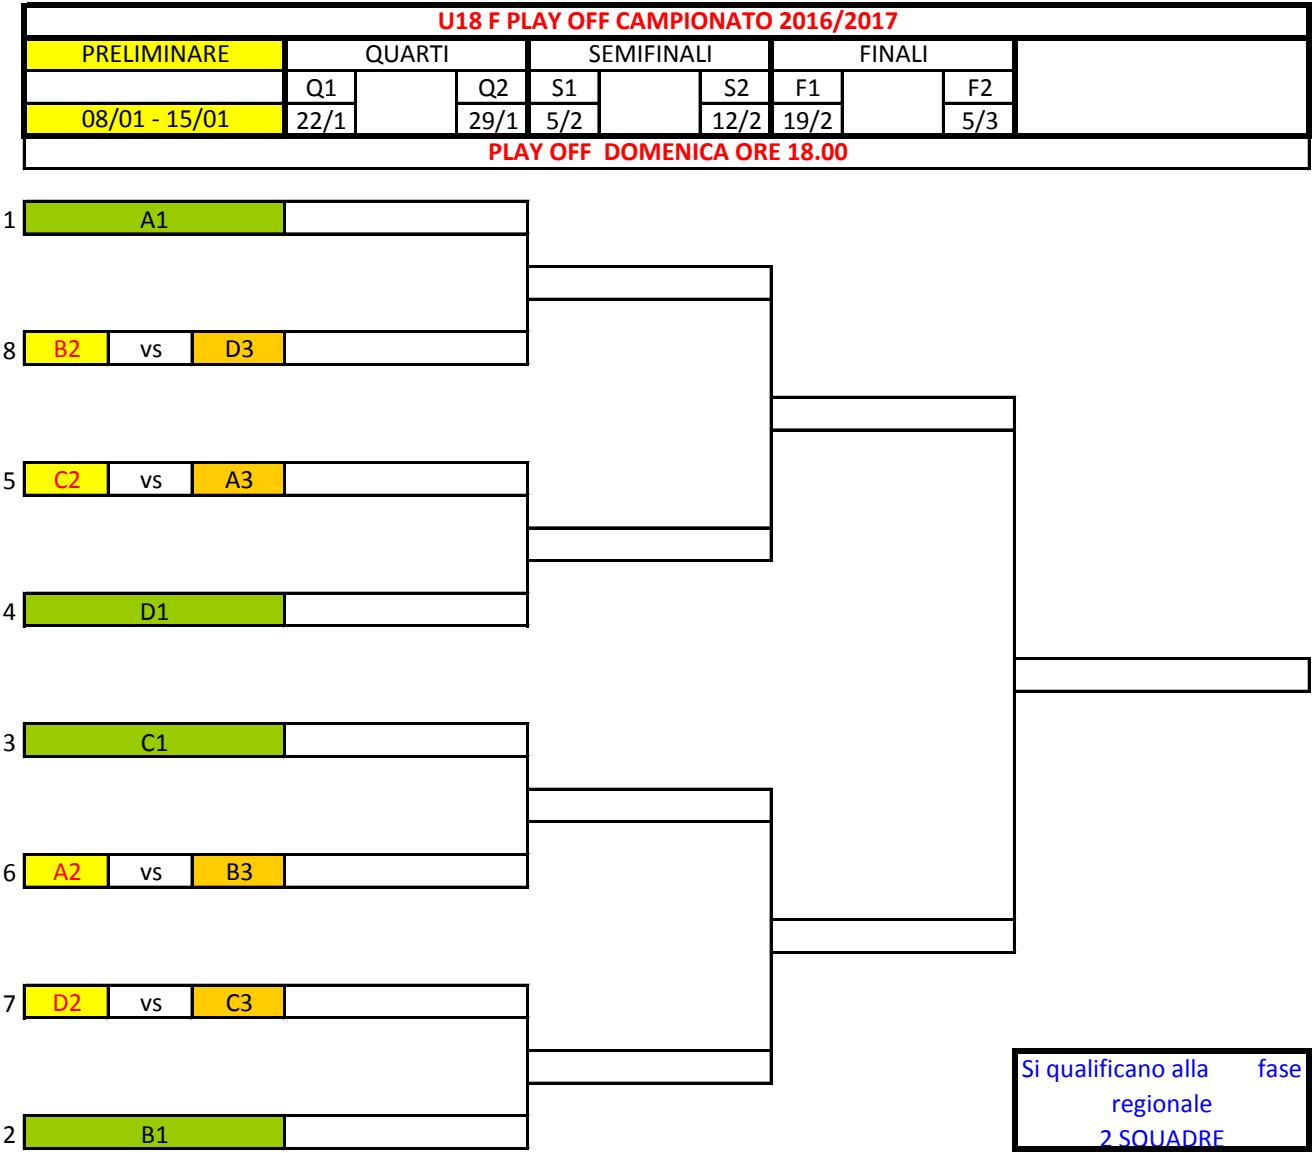 U18 F PLAY OFF CAMPIONATO 2016/2017
PRELIMINARE QUARTI SEMIFINALI FINALI
Q1 Q2 S1 S2 F1 F2
08/01 - 15/01 22/1 29/1 5/2 12/2 19/2 5/3
PLAY OFF DOMENICA ORE 18.00
1 A1
8 B2 vs D3
5 C2 vs A3
4 D1
3 C1
6 A2 vs B3
7 D2 vs C3
2 B1
Si qualificano alla fase
regionale
2 SQUADRE